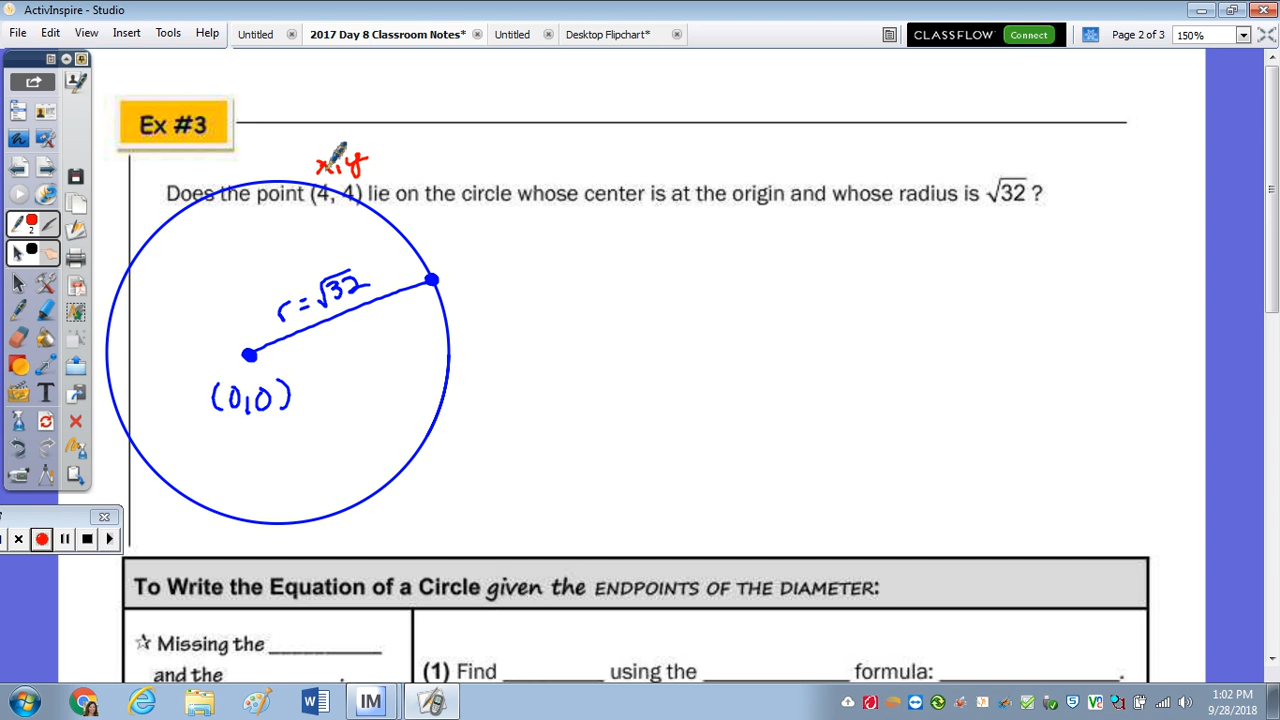 ActivInspire - Studio
File Edit View Insert Tools Help Untitled 2017 Day 8 Classroom Notes* Untitled Desktop Flipchart* CLASSFLOW Connect Page 2 of 3 150%
Ex #3
x, y
Does the point (4, 4) lie on the circle whose center is at the origin and whose radius is √32 ?
r = √32
(0,0)
2
To Write the Equation of a Circle given the ENDPOINTS OF THE DIAMETER:
☆ Missing the __________
and the __________.
(1) Find ________ using the ____________ formula: ______________.
IM
1:02 PM
9/28/2018